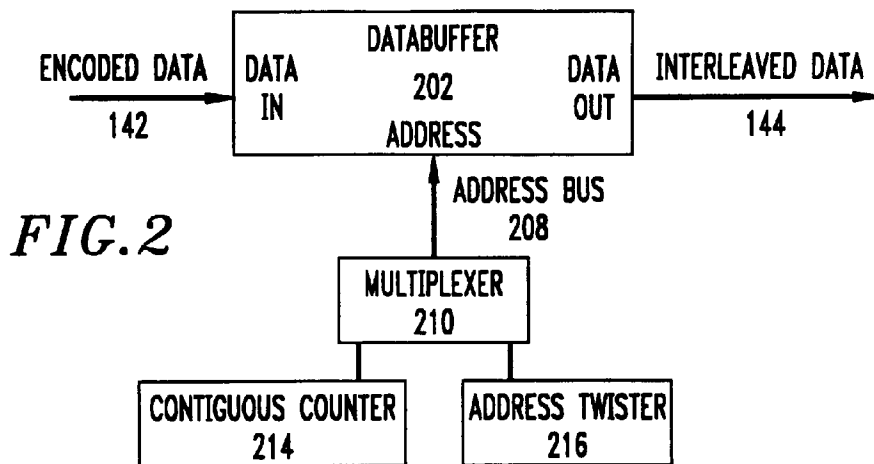 DATABUFFER
202
ENCODED DATA
142
DATA
IN
DATA
OUT
ADDRESS
INTERLEAVED DATA
144
ADDRESS BUS
208
FIG.2
MULTIPLEXER
210
CONTIGUOUS COUNTER
214
ADDRESS TWISTER
216